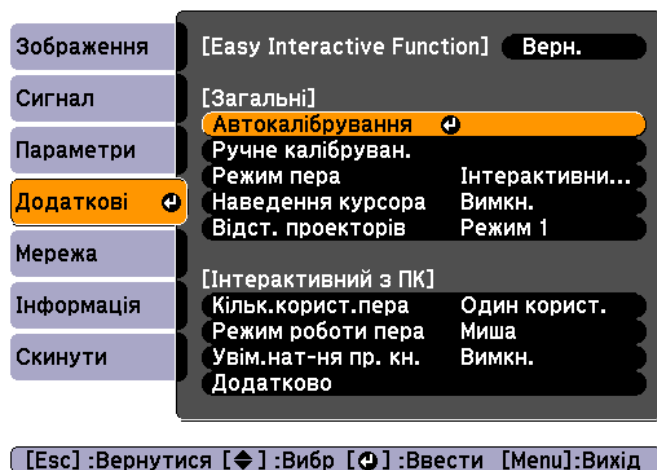 Зображення
Сигнал
Параметри
Додаткові
Мережа
Інформація
Скинути
[Easy Interactive Function] Верн.
[Загальні]
Автокалібрування
Ручне калібруван.
Режим пера Інтерактивни...
Наведення курсора Вимкн.
Відст. проекторів Режим 1
[Інтерактивний з ПК]
Кільк.корист.пера Один корист.
Режим роботи пера Миша
Увім.нат-ня пр. кн. Вимкн.
Додатково
[Esc] :Вернутися [◆] :Вибр [⏎] :Ввести [Menu]:Вихід